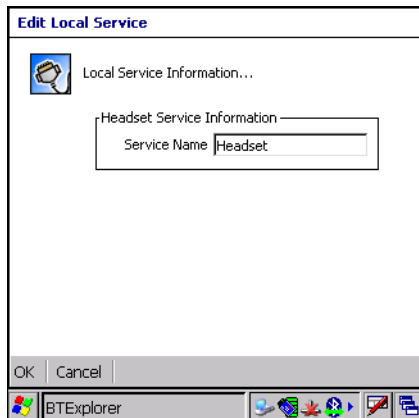 Edit Local Service
Local Service Information...
Headset Service Information
Service Name Headset
OK Cancel
BTExplorer